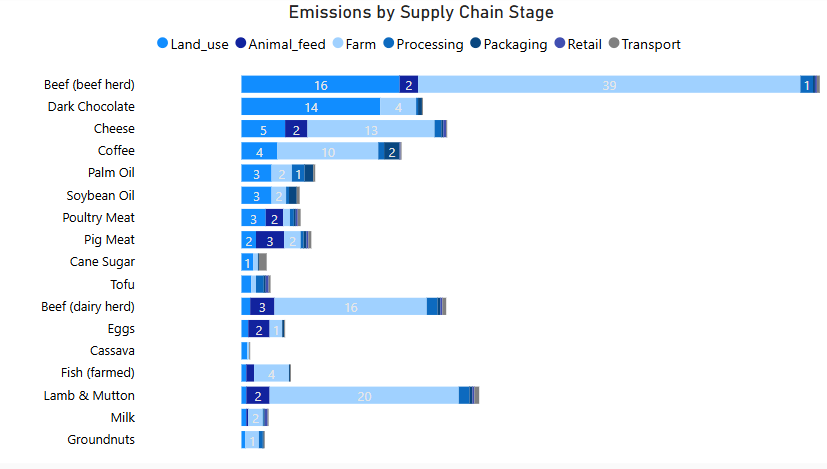 Emissions by Supply Chain Stage
Land_use Animal_feed Farm Processing Packaging Retail Transport
Beef (beef herd) 16 2 39 1
Dark Chocolate 14 4
Cheese 5 2 13
Coffee 4 10 2
Palm Oil 3 2 1
Soybean Oil 3 2
Poultry Meat 3 2
Pig Meat 2 3 2
Cane Sugar 1
Tofu
Beef (dairy herd) 3 16
Eggs 2 1
Cassava
Fish (farmed) 4
Lamb & Mutton 2 20
Milk 2
Groundnuts 1